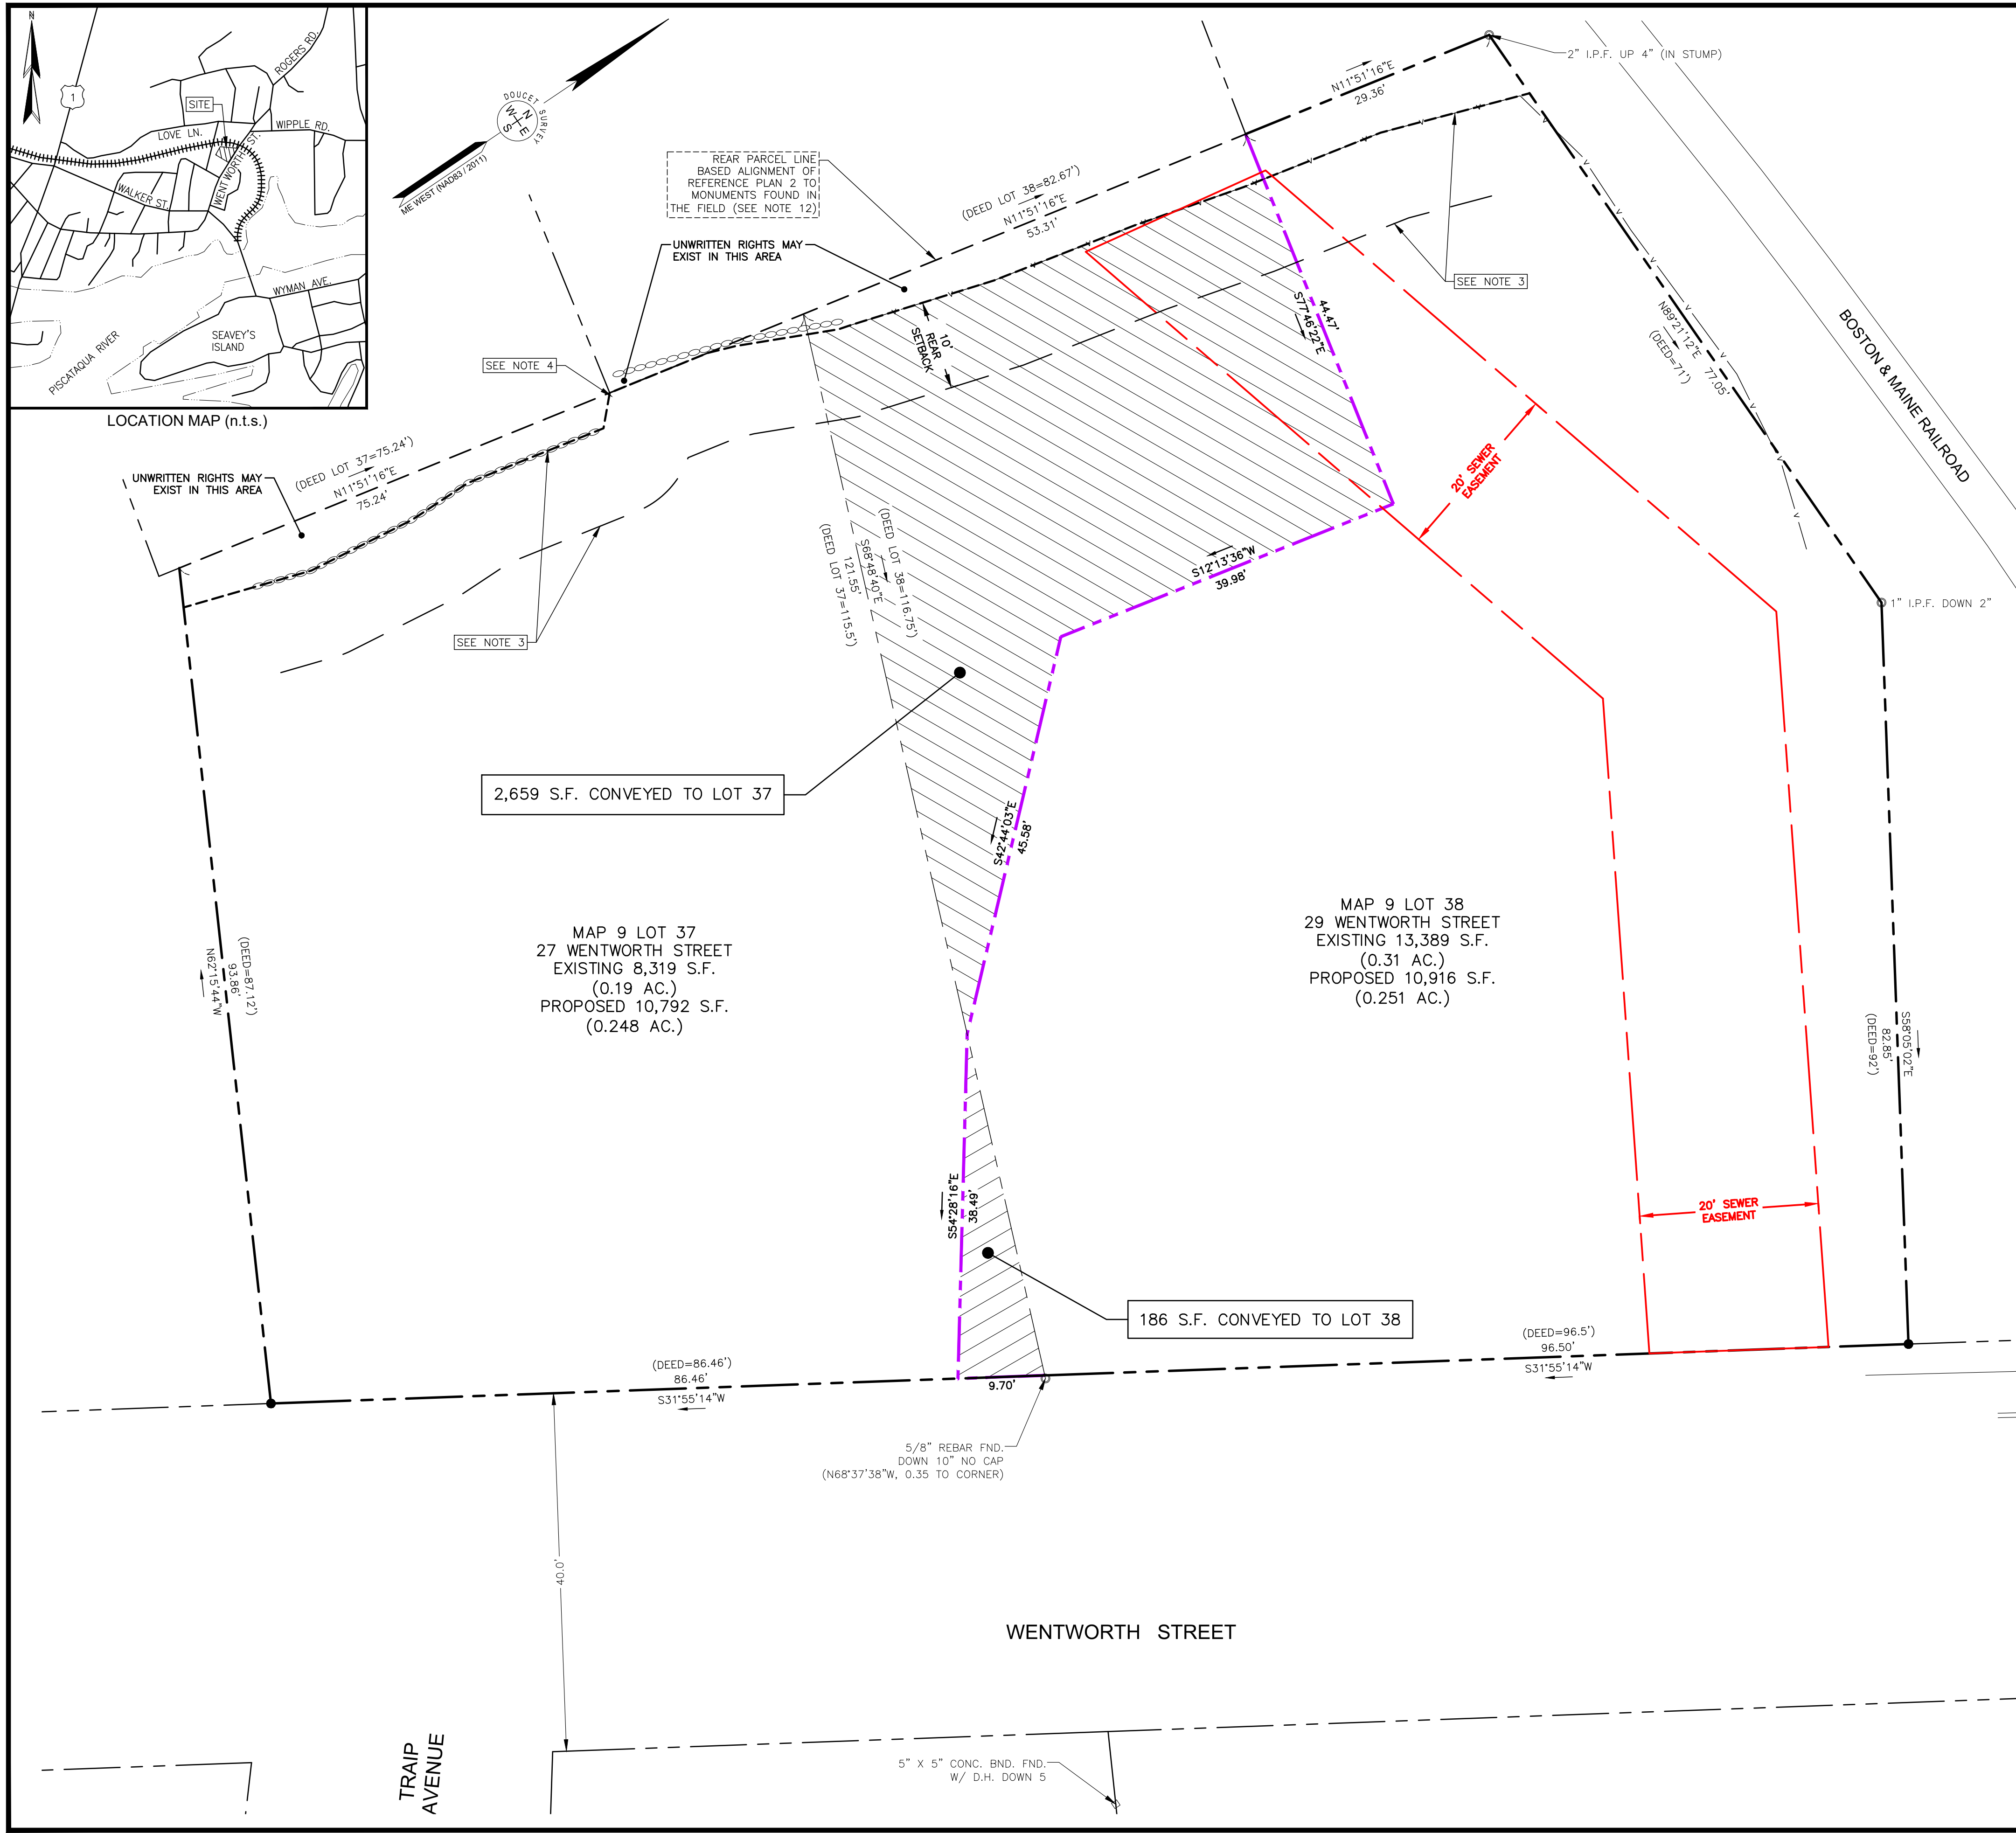 N
1
SITE
ROGERS RD.
LOVE LN.
WIPPLE RD.
WENTWORTH ST.
WALKER ST.
WYMAN AVE.
SEAVEY'S
ISLAND
PISCATAQUA RIVER
LOCATION MAP (n.t.s.)
DOUCET SURVEY
N
W E
S
ME WEST (NAD83 / 2011)
REAR PARCEL LINE
BASED ALIGNMENT OF
REFERENCE PLAN 2 TO
MONUMENTS FOUND IN
THE FIELD (SEE NOTE 12)
UNWRITTEN RIGHTS MAY
EXIST IN THIS AREA
SEE NOTE 4
(DEED LOT 38=82.67')
N11°51'16"E
53.31'
N11°51'16"E
29.36'
2" I.P.F. UP 4" (IN STUMP)
SEE NOTE 3
BOSTON & MAINE RAILROAD
N89°21'12"E 77.05'
(DEED=71')
1" I.P.F. DOWN 2"
UNWRITTEN RIGHTS MAY
EXIST IN THIS AREA
(DEED LOT 37=75.24')
N11°51'16"E
75.24'
SEE NOTE 3
10'
REAR
SETBACK
44.47'
S77°46'22"E
20' SEWER
EASEMENT
(DEED LOT 38=116.75')
S68°48'40"E
121.55'
(DEED LOT 37=115.5')
S12°13'36"W
39.98'
2,659 S.F. CONVEYED TO LOT 37
S42°44'03"E
45.58'
MAP 9 LOT 37
27 WENTWORTH STREET
EXISTING 8,319 S.F.
(0.19 AC.)
PROPOSED 10,792 S.F.
(0.248 AC.)
MAP 9 LOT 38
29 WENTWORTH STREET
EXISTING 13,389 S.F.
(0.31 AC.)
PROPOSED 10,916 S.F.
(0.251 AC.)
(DEED=87.12')
93.86'
N62°15'44"W
S58°05'02"E
82.85'
(DEED=92')
S54°28'16"E
38.49'
20' SEWER
EASEMENT
186 S.F. CONVEYED TO LOT 38
(DEED=86.46')
86.46'
S31°55'14"W
9.70'
(DEED=96.5')
96.50'
S31°55'14"W
5/8" REBAR FND.
DOWN 10" NO CAP
(N68°37'38"W, 0.35 TO CORNER)
40.0'
WENTWORTH STREET
TRAIP
AVENUE
5" X 5" CONC. BND. FND.
W/ D.H. DOWN 5